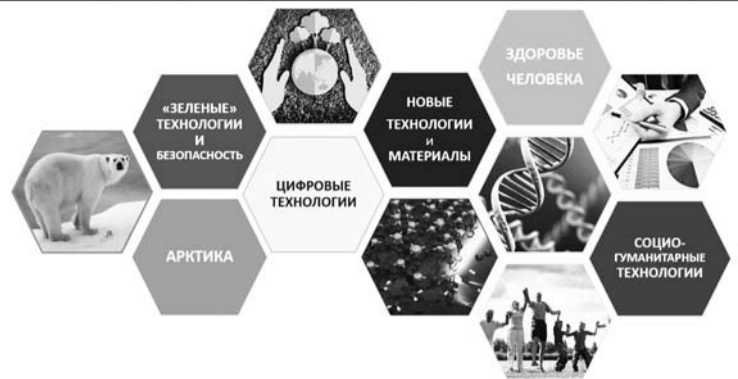 «ЗЕЛЕНЫЕ»
ТЕХНОЛОГИИ
И
БЕЗОПАСНОСТЬ
АРКТИКА
ЦИФРОВЫЕ
ТЕХНОЛОГИИ
НОВЫЕ
ТЕХНОЛОГИИ
и
МАТЕРИАЛЫ
ЗДОРОВЬЕ
ЧЕЛОВЕКА
СОЦИО-
ГУМАНИТАРНЫЕ
ТЕХНОЛОГИИ